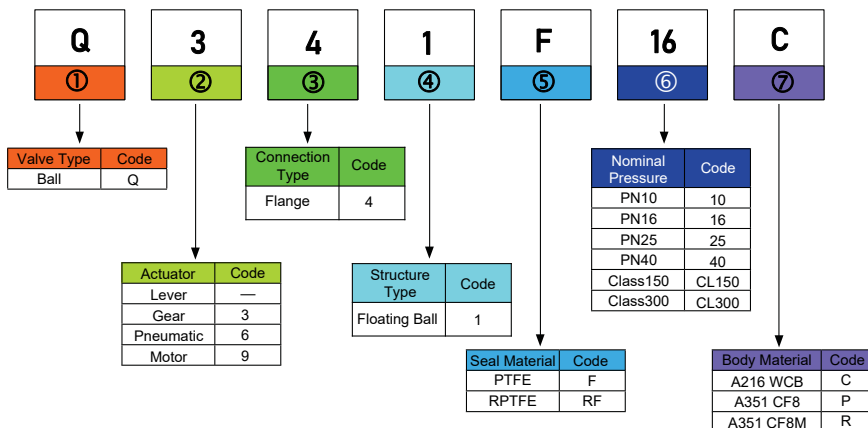 Q 3 4 1 F 16 C
① ② ③ ④ ⑤ ⑥ ⑦
Valve Type Code
Ball Q
Actuator Code
Lever —
Gear 3
Pneumatic 6
Motor 9
Connection Type Code
Flange 4
Structure Type Code
Floating Ball 1
Seal Material Code
PTFE F
RPTFE RF
Nominal Pressure Code
PN10 10
PN16 16
PN25 25
PN40 40
Class150 CL150
Class300 CL300
Body Material Code
A216 WCB C
A351 CF8 P
A351 CF8M R